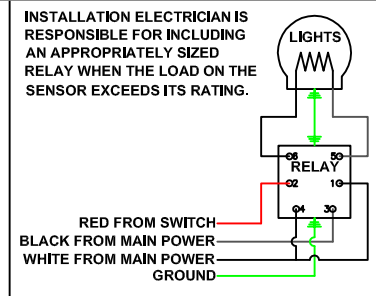 INSTALLATION ELECTRICIAN IS
RESPONSIBLE FOR INCLUDING
AN APPROPRIATELY SIZED
RELAY WHEN THE LOAD ON THE
SENSOR EXCEEDS ITS RATING.
LIGHTS
6 5
RELAY
2 1
4 3
RED FROM SWITCH
BLACK FROM MAIN POWER
WHITE FROM MAIN POWER
GROUND